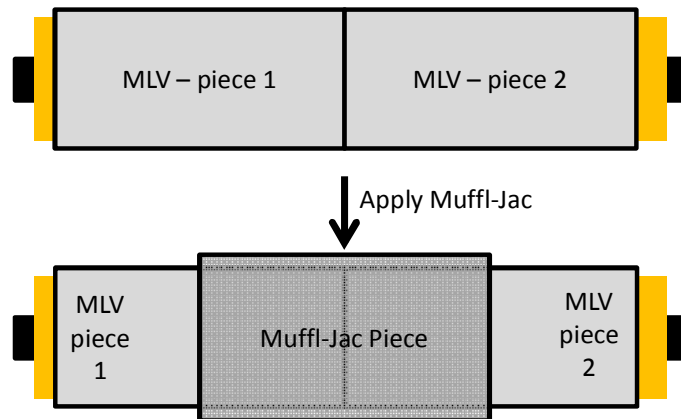 MLV – piece 1
MLV – piece 2
Apply Muffl-Jac
MLV
piece
1
Muffl-Jac Piece
MLV
piece
2